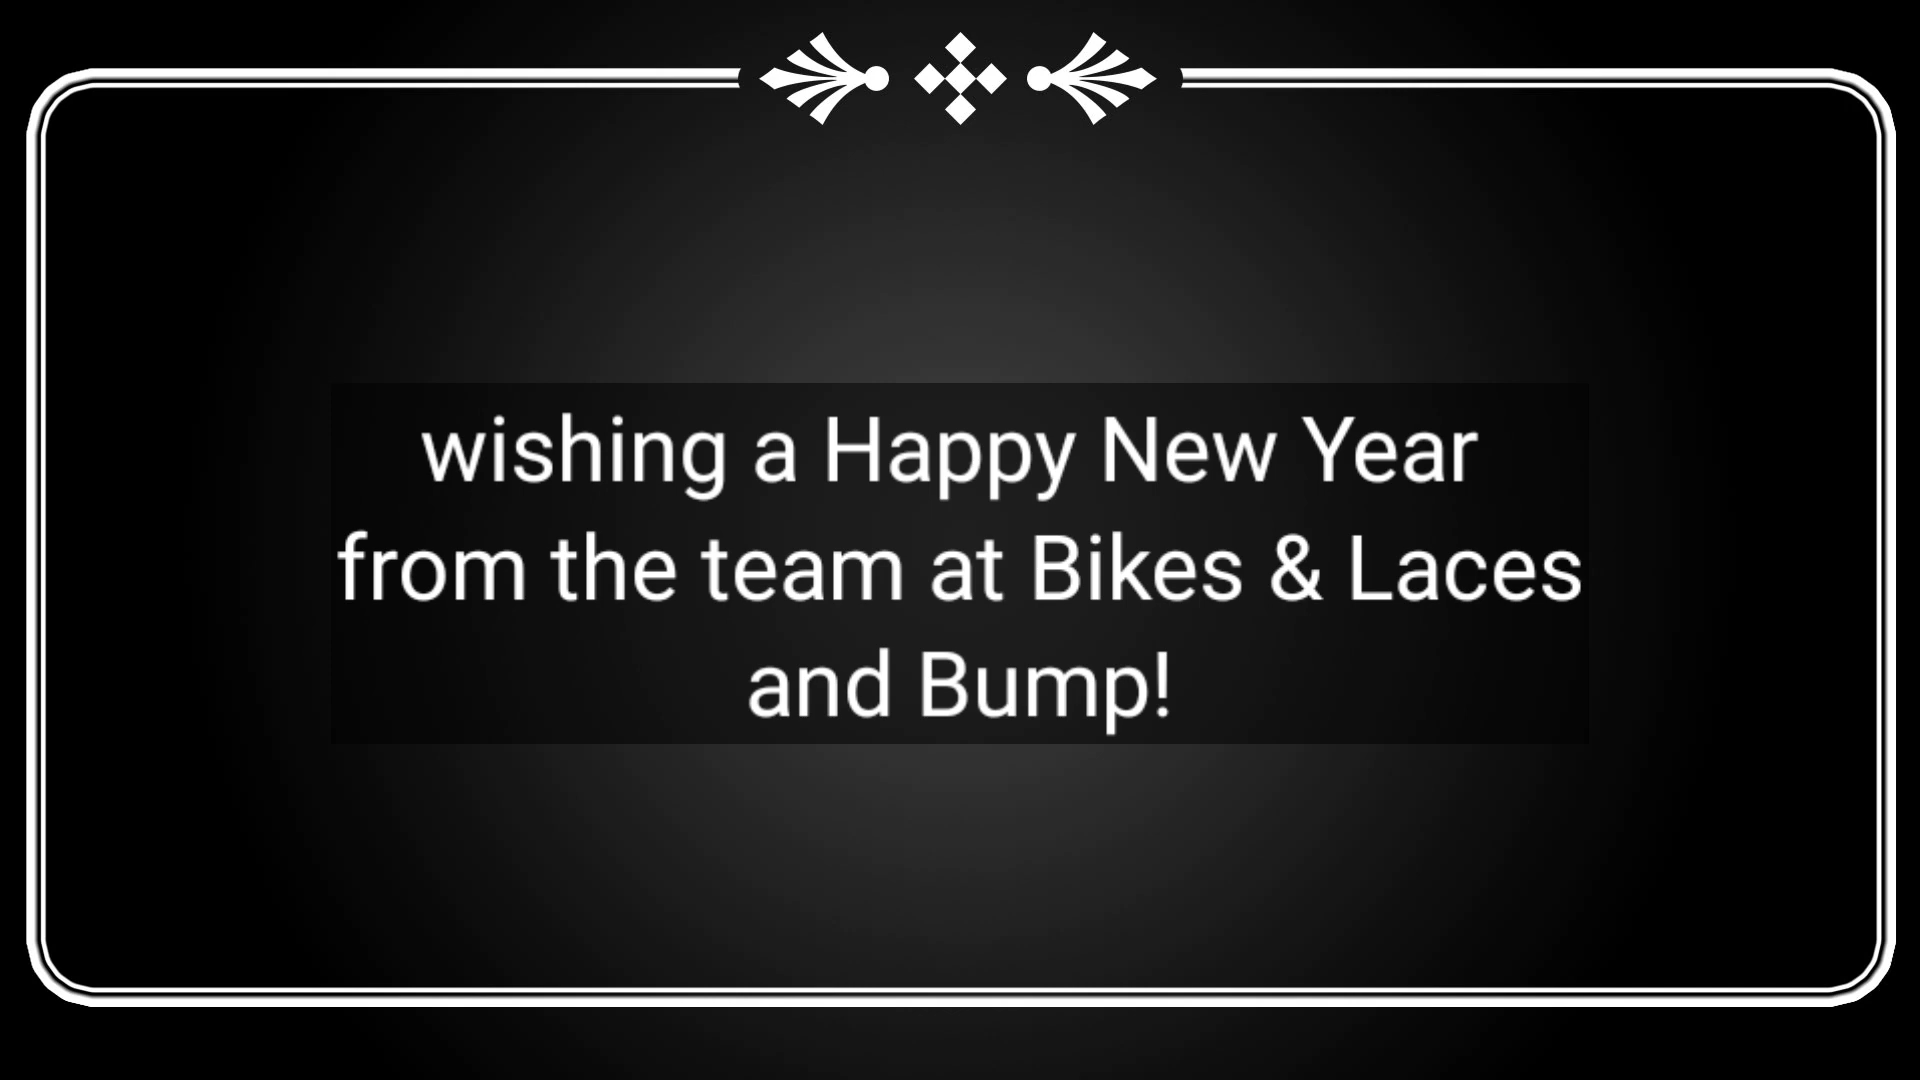 wishing a Happy New Year
from the team at Bikes & Laces
and Bump!